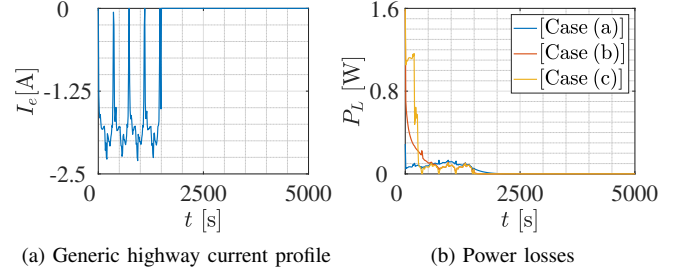 0
-1.25
-2.5
I_e[A]
0 2500 5000
t [s]
(a) Generic highway current profile
1.6
0.8
0
P_L [W]
[Case (a)]
[Case (b)]
[Case (c)]
0 2500 5000
t [s]
(b) Power losses